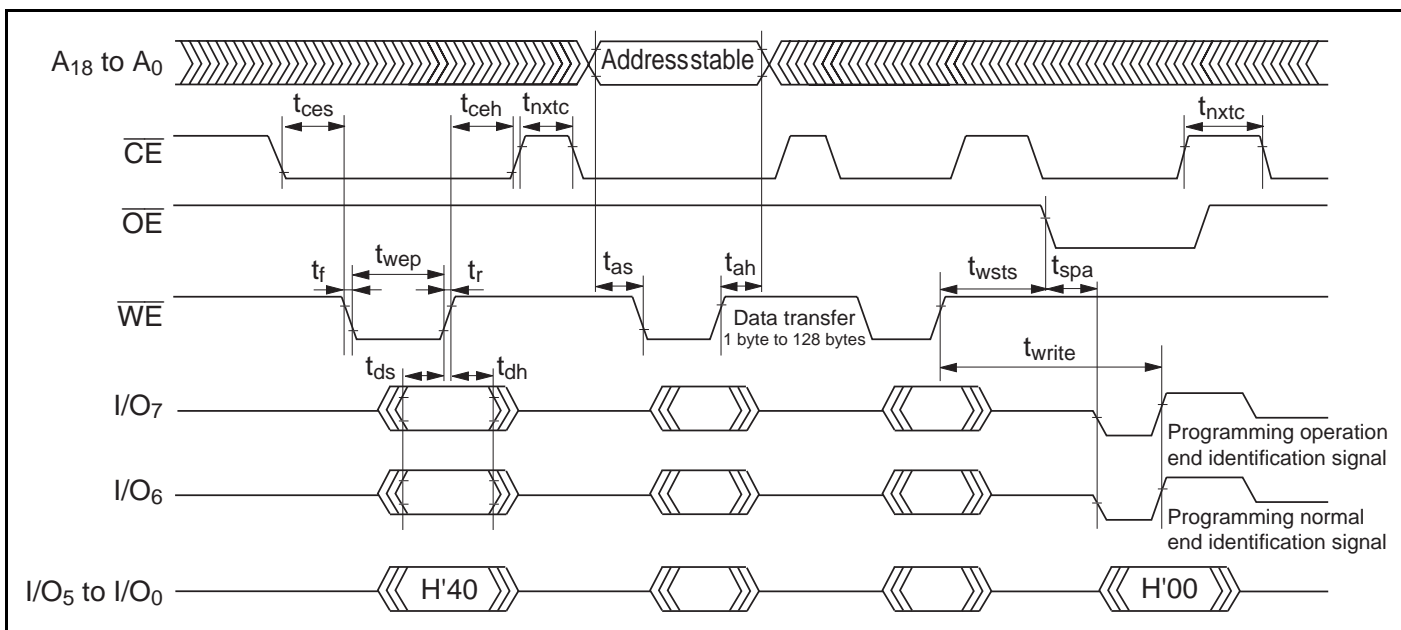 A18 to A0
Address stable
tces
tceh
tnxtc
tnxtc
CE
OE
tf
twep
tr
tas
tah
twsts
tspa
WE
Data transfer
1 byte to 128 bytes
twrite
tds
tdh
I/O7
Programming operation
end identification signal
I/O6
Programming normal
end identification signal
I/O5 to I/O0
H'40
H'00